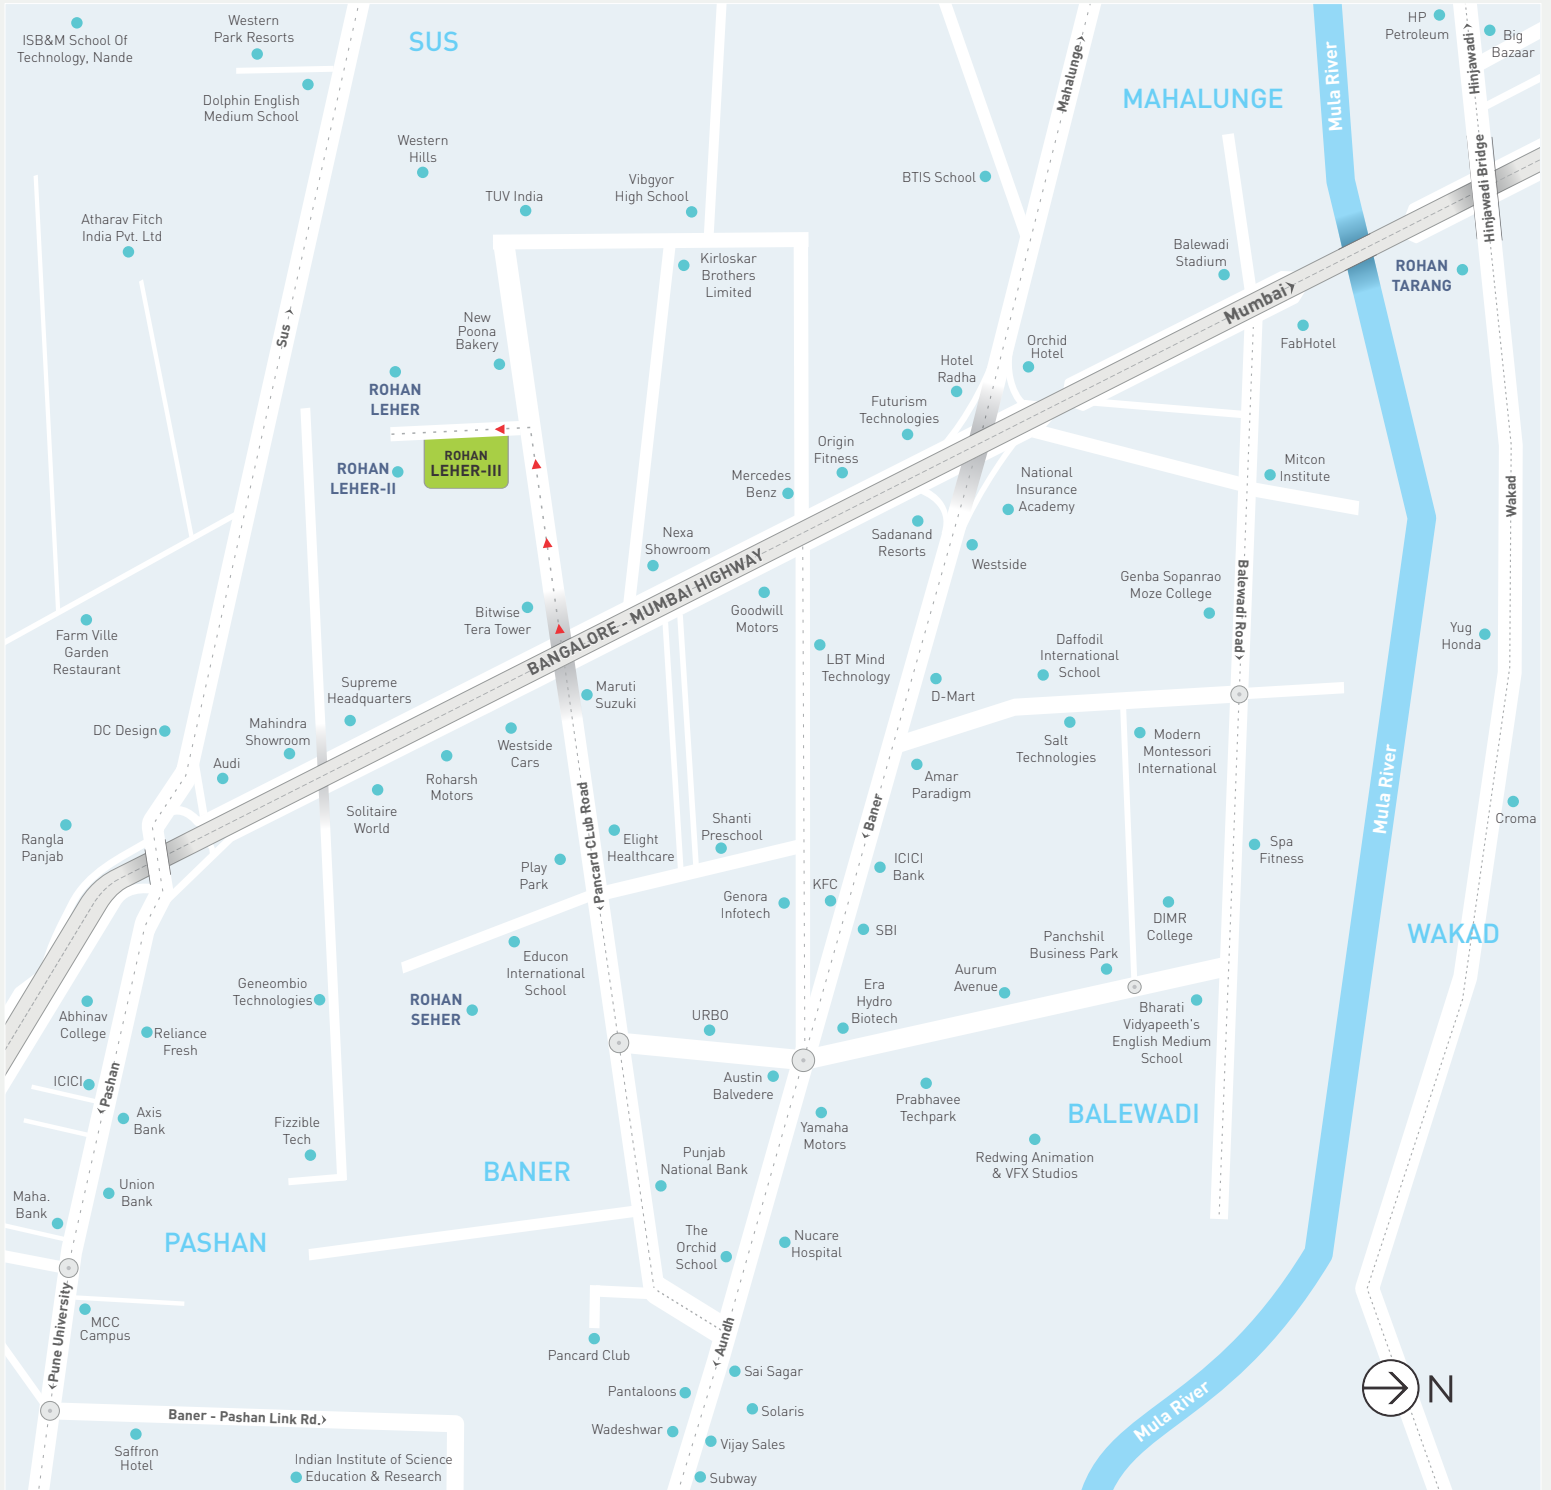 ISB&M School Of
Technology, Nande
Western
Park Resorts
Dolphin English
Medium School
SUS
Mahalunge
MAHALUNGE
Mula River
HP
Petroleum
Hinjawadi
Big
Bazaar
Western
Hills
TUV India
Vibgyor
High School
BTIS School
Hinjawadi Bridge
Atharav Fitch
India Pvt. Ltd
Kirloskar
Brothers
Limited
Balewadi
Stadium
ROHAN
TARANG
Sus
New
Poona
Bakery
Mumbai
FabHotel
Orchid
Hotel
Hotel
Radha
ROHAN
LEHER
Futurism
Technologies
Origin
Fitness
ROHAN
LEHER-II
ROHAN
LEHER-III
Mercedes
Benz
National
Insurance
Academy
Mitcon
Institute
Wakad
Nexa
Showroom
Sadanand
Resorts
Westside
BANGALORE - MUMBAI HIGHWAY
Genba Sopanrao
Moze College
Balewadi Road
Bitwise
Tera Tower
Goodwill
Motors
Farm Ville
Garden
Restaurant
LBT Mind
Technology
Daffodil
International
School
Yug
Honda
Supreme
Headquarters
Maruti
Suzuki
D-Mart
DC Design
Mahindra
Showroom
Westside
Cars
Salt
Technologies
Modern
Montessori
International
Audi
Roharsh
Motors
Amar
Paradigm
Mula River
Solitaire
World
Pancard CLub Road
Baner
Croma
Rangla
Panjab
Shanti
Preschool
Elight
Healthcare
Spa
Fitness
Play
Park
ICICI
Bank
KFC
Genora
Infotech
SBI
DIMR
College
WAKAD
Panchshil
Business Park
Educon
International
School
Aurum
Avenue
Geneombio
Technologies
ROHAN
SEHER
Era
Hydro
Biotech
Bharati
Vidyapeeth's
English Medium
School
Abhinav
College
Reliance
Fresh
URBO
ICICI
Pashan
Austin
Balvedere
Prabhavee
Techpark
Axis
Bank
Fizzible
Tech
Yamaha
Motors
BALEWADI
Redwing Animation
& VFX Studios
Punjab
National Bank
BANER
Union
Bank
Maha.
Bank
PASHAN
The
Orchid
School
Nucare
Hospital
Pune University
MCC
Campus
Pancard Club
Aundh
Sai Sagar
Pantaloons
Solaris
Mula River
N
Baner - Pashan Link Rd.
Wadeshwar
Vijay Sales
Saffron
Hotel
Indian Institute of Science
Education & Research
Subway